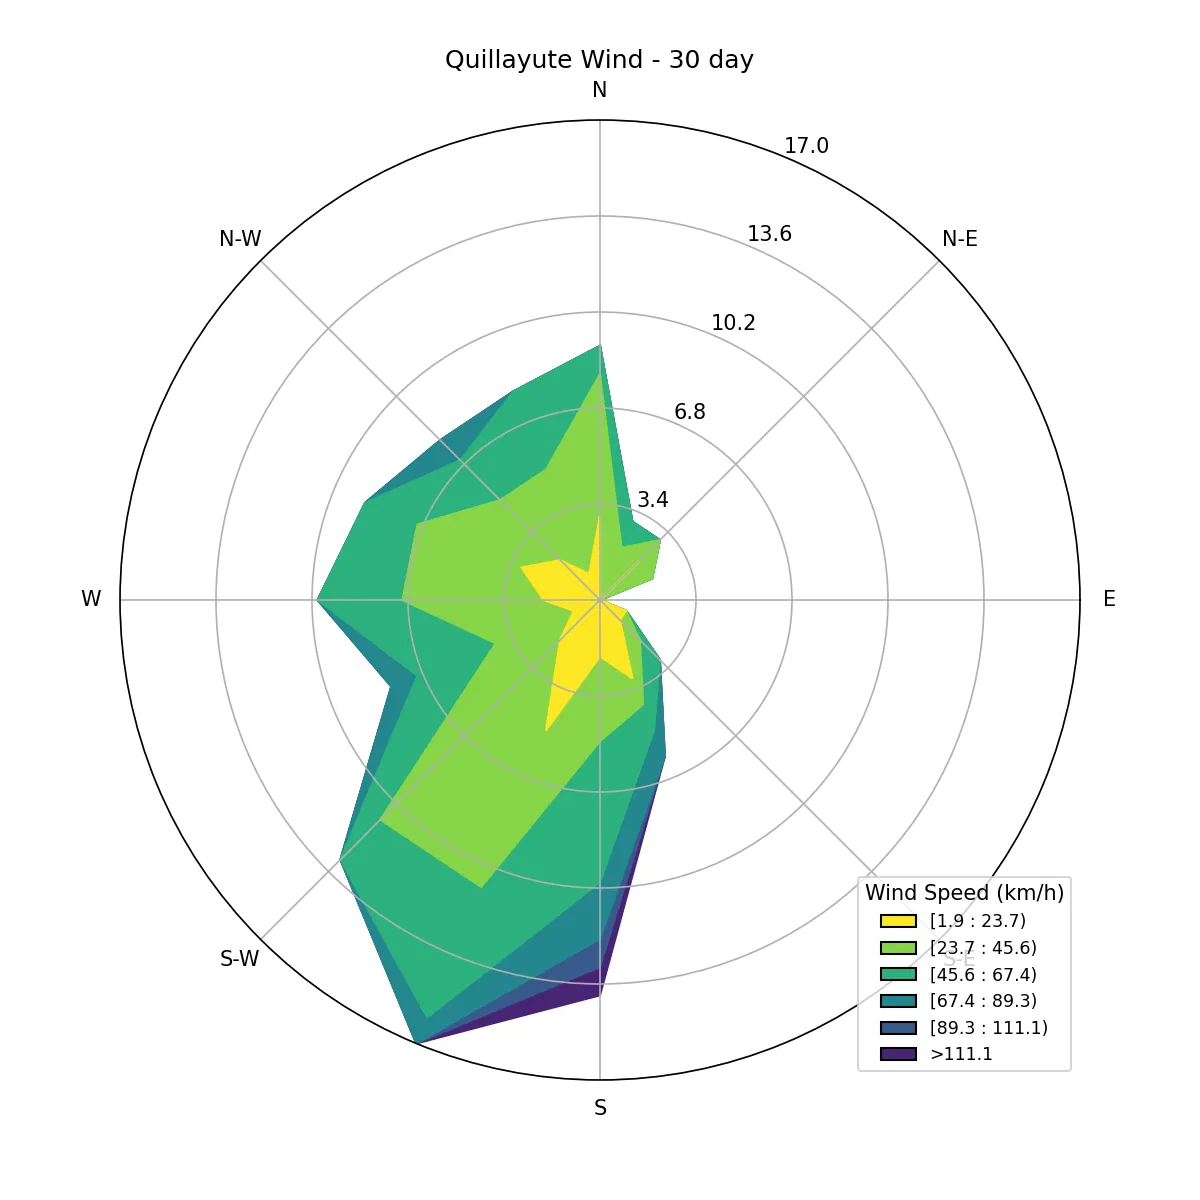 Quillayute Wind - 30 day
N
17.0
N-W
13.6
N-E
10.2
6.8
3.4
W
E
S-W
S-E
S
Wind Speed (km/h)
[1.9 : 23.7)
[23.7 : 45.6)
[45.6 : 67.4)
[67.4 : 89.3)
[89.3 : 111.1)
>111.1